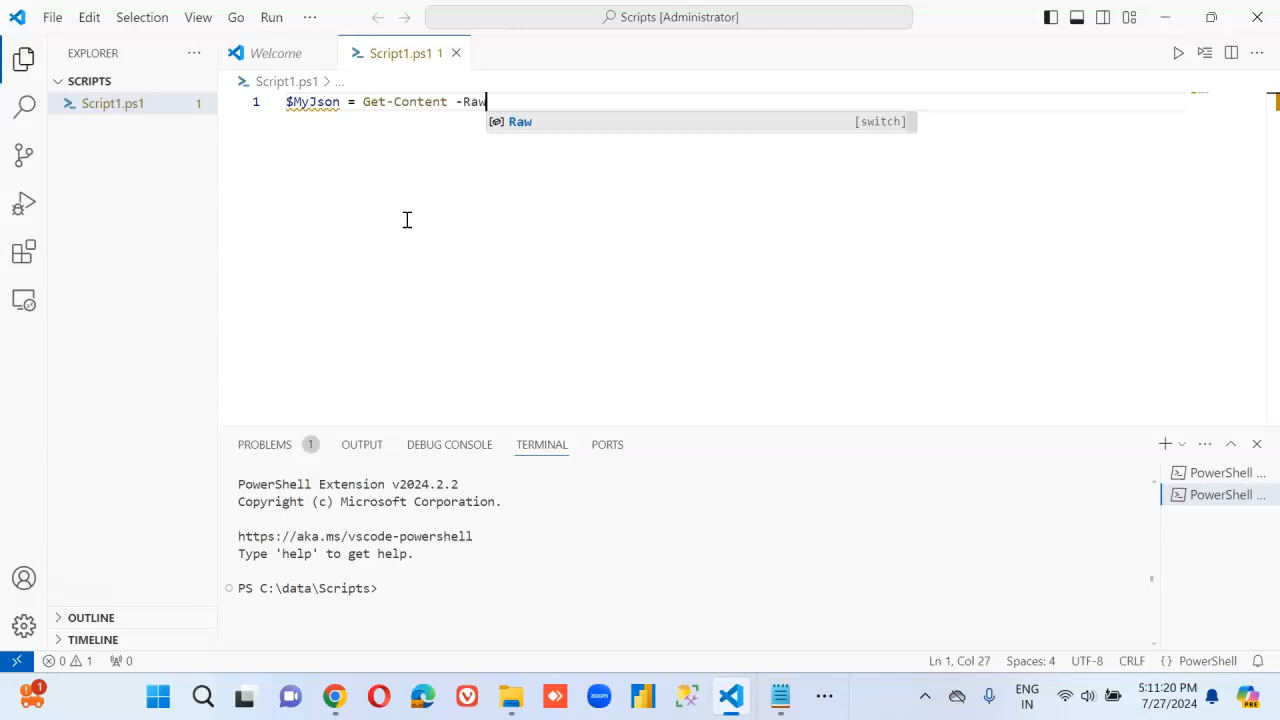 File Edit Selection View Go Run ··· Scripts [Administrator]
EXPLORER ···
Welcome Script1.ps1 1
SCRIPTS
Script1.ps1 > ...
Script1.ps1 1
1 $MyJson = Get-Content -Raw
Raw [switch]
PROBLEMS 1 OUTPUT DEBUG CONSOLE TERMINAL PORTS
PowerShell Extension v2024.2.2
Copyright (c) Microsoft Corporation.
https://aka.ms/vscode-powershell
Type 'help' to get help.
PS C:\data\Scripts>
PowerShell ...
PowerShell ...
OUTLINE
TIMELINE
0 1 0 Ln 1, Col 27 Spaces: 4 UTF-8 CRLF { } PowerShell
1 zoom ENG
IN
5:11:20 PM
7/27/2024
PRE